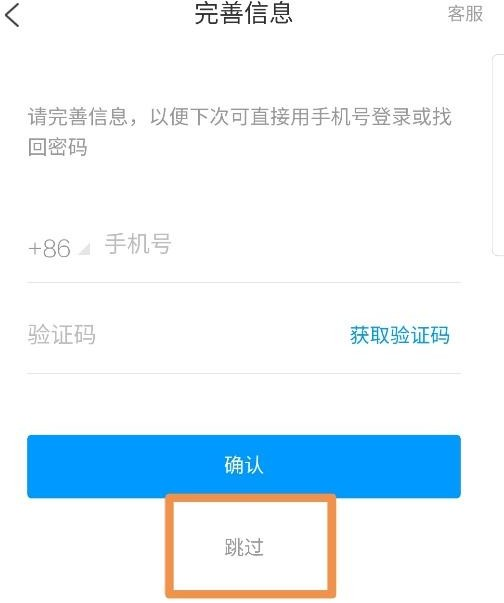 完善信息
客服
请完善信息，以便下次可直接用手机号登录或找
回密码
+86 手机号
验证码 获取验证码
确认
跳过